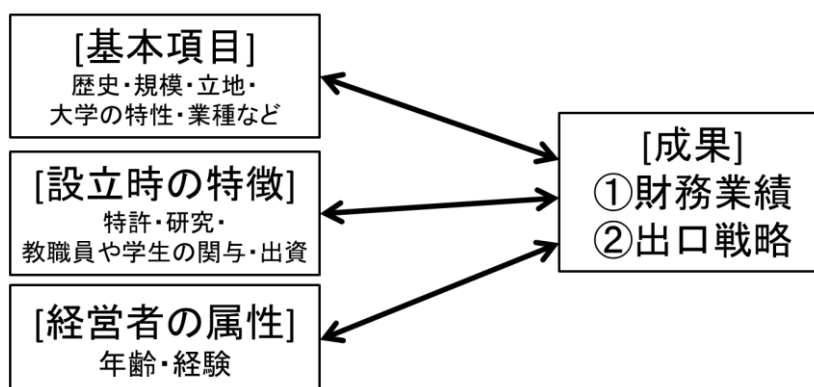 [基本項目]
歴史・規模・立地・
大学の特性・業種など
[設立時の特徴]
特許・研究・
教職員や学生の関与・出資
[経営者の属性]
年齢・経験
[成果]
①財務業績
②出口戦略